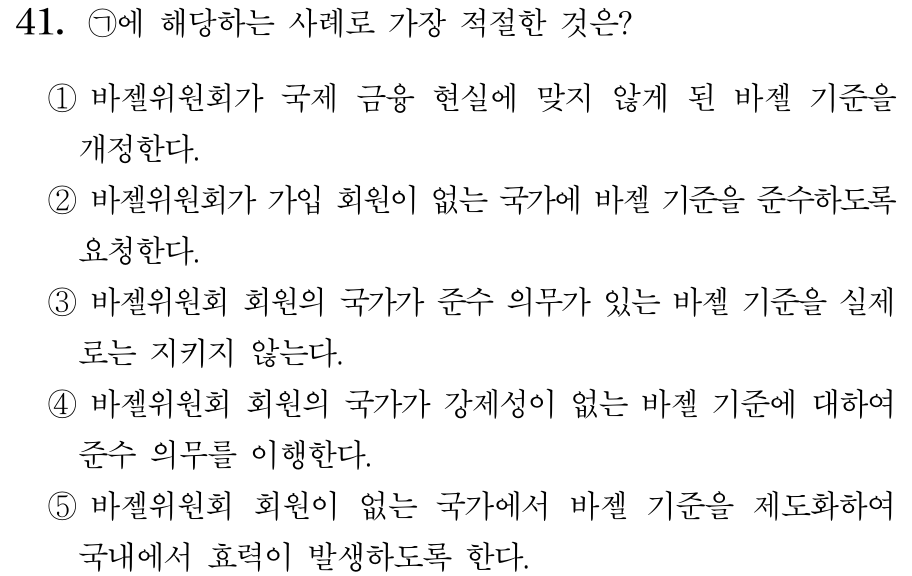 41. ㉠에 해당하는 사례로 가장 적절한 것은?
① 바젤위원회가 국제 금융 현실에 맞지 않게 된 바젤 기준을
개정한다.
② 바젤위원회가 가입 회원이 없는 국가에 바젤 기준을 준수하도록
요청한다.
③ 바젤위원회 회원의 국가가 준수 의무가 있는 바젤 기준을 실제
로는 지키지 않는다.
④ 바젤위원회 회원의 국가가 강제성이 없는 바젤 기준에 대하여
준수 의무를 이행한다.
⑤ 바젤위원회 회원이 없는 국가에서 바젤 기준을 제도화하여
국내에서 효력이 발생하도록 한다.